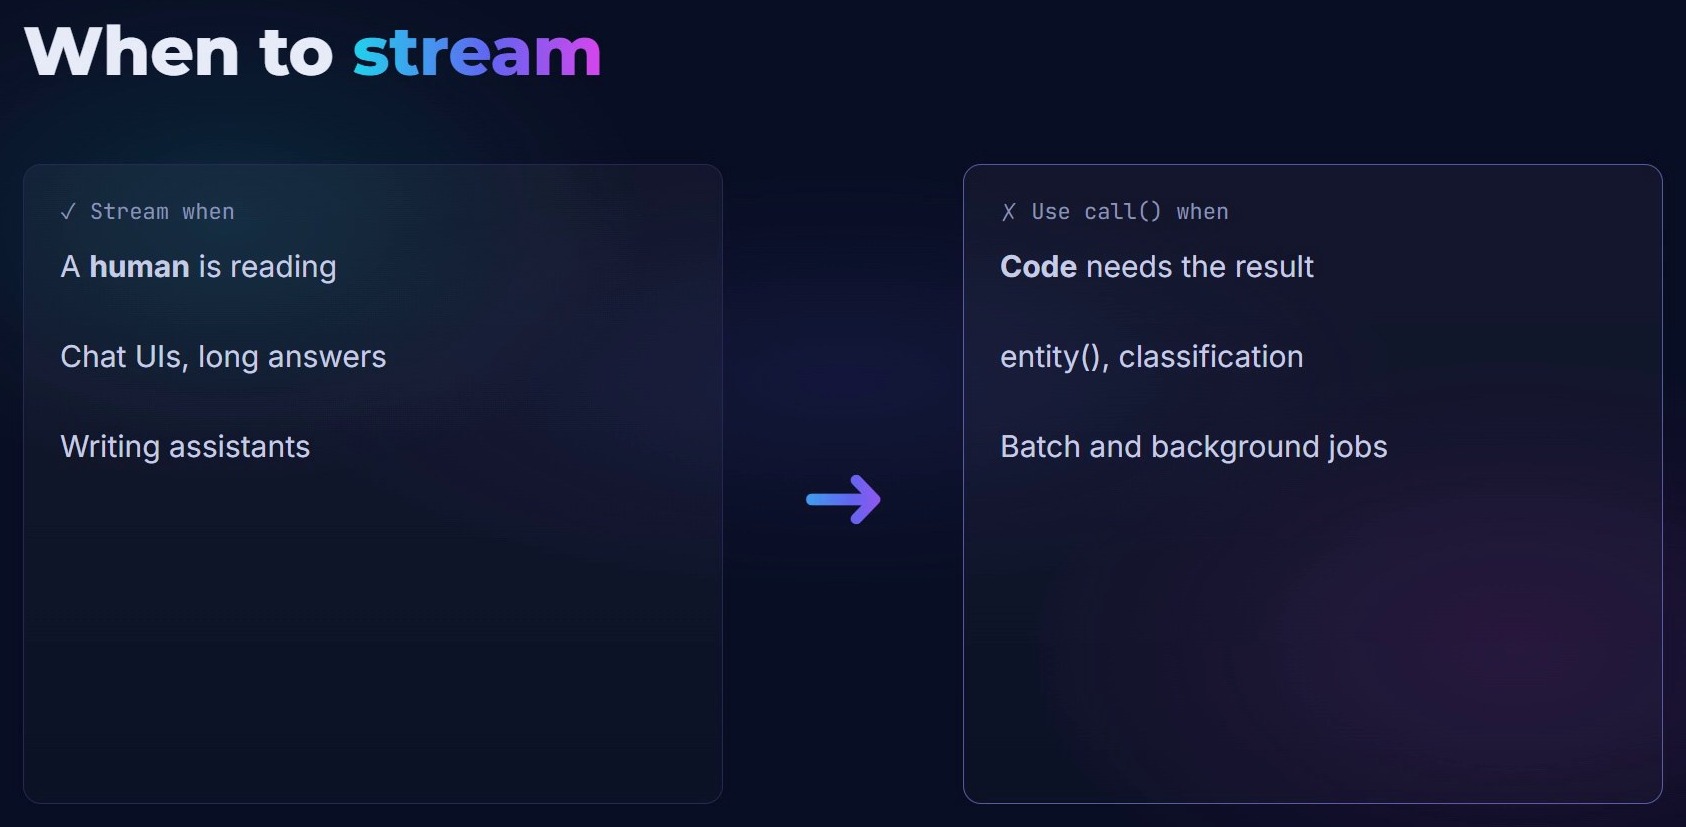 When to stream
✓ Stream when
A human is reading
Chat UIs, long answers
Writing assistants
✗ Use call() when
Code needs the result
entity(), classification
Batch and background jobs